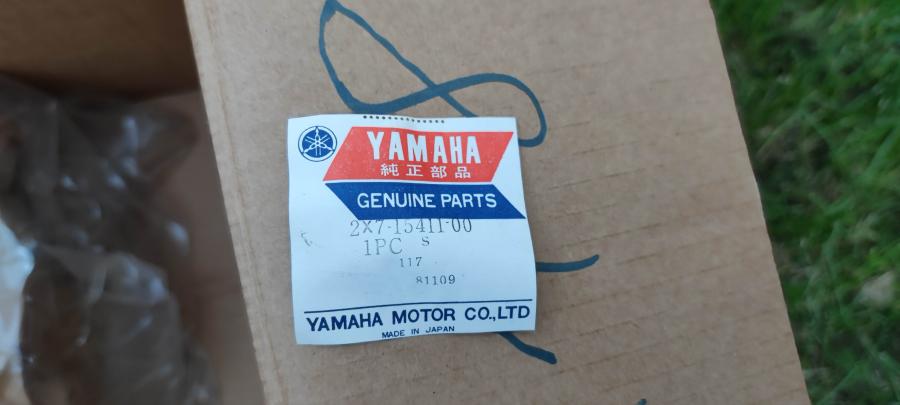 YAMAHA
純正部品
GENUINE PARTS
2X7-15411-00
1PC S
117
81109
YAMAHA MOTOR CO.,LTD
MADE IN JAPAN